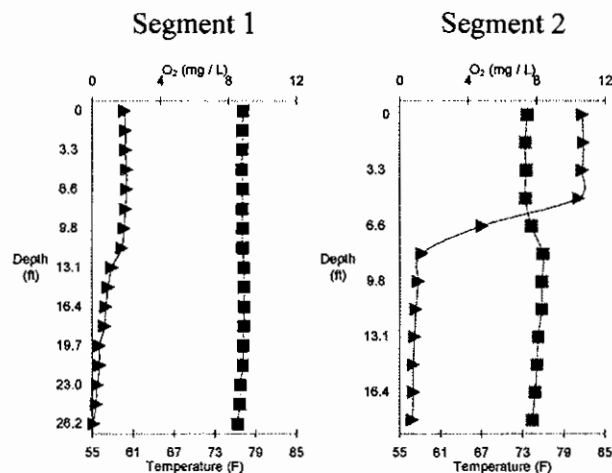 Segment 1
O₂ (mg / L)
0 4 8 12
0
3.3
6.6
9.8
Depth
(ft)
13.1
16.4
19.7
23.0
26.2
55 61 67 73 79 85
Temperature (F)
Segment 2
O₂ (mg / L)
0 4 8 12
0
3.3
6.6
Depth
(ft)
9.8
13.1
16.4
55 61 67 73 79 85
Temperature (F)